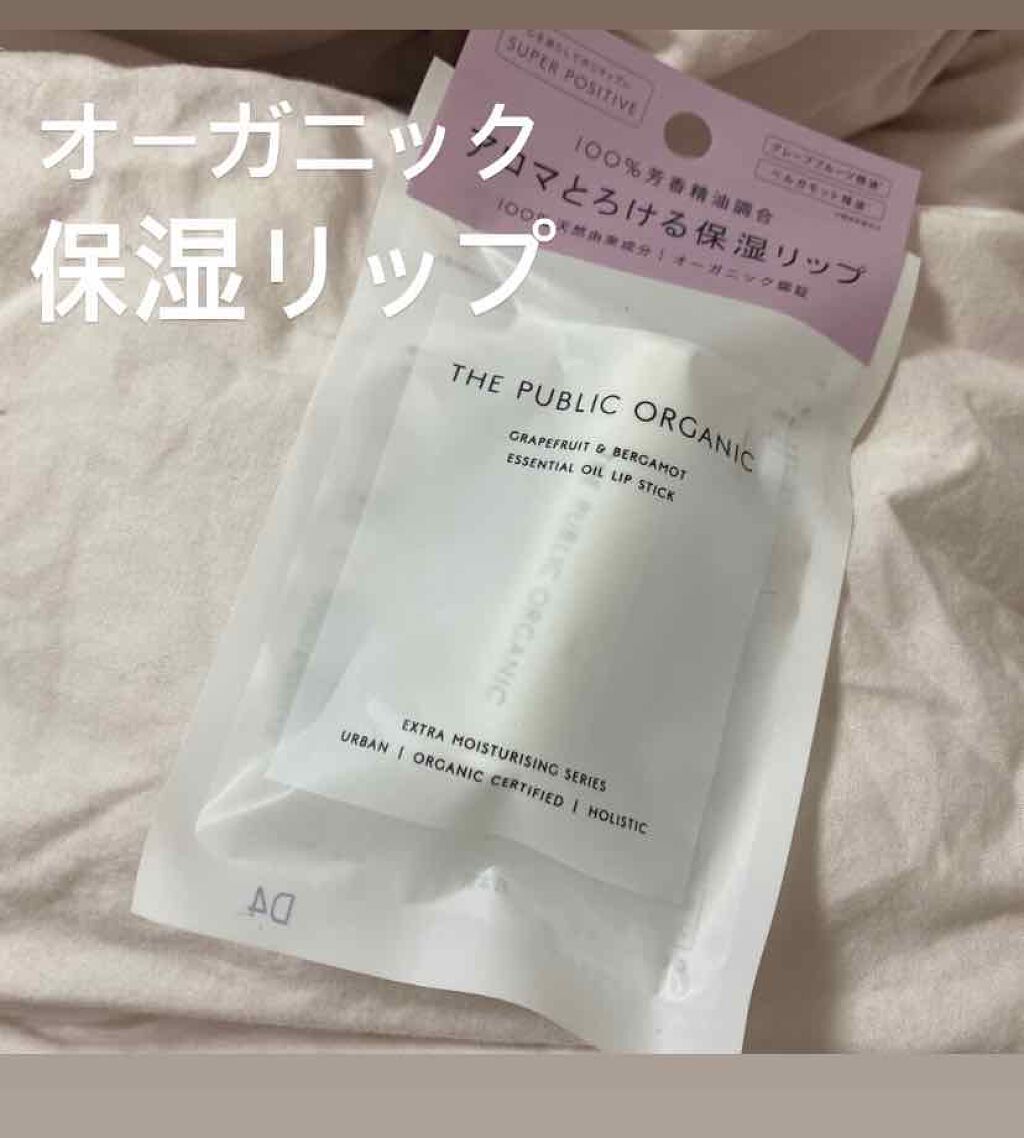 オーガニック
保湿リップ
SUPER POSITIVE
100%芳香精油調合
アロマとろける保湿リップ
100%天然由来成分 | オーガニック認証
グレープフルーツ精油
ベルガモット精油
THE PUBLIC ORGANIC
GRAPEFRUIT & BERGAMOT
ESSENTIAL OIL LIP STICK
THE PUBLIC ORGANIC
EXTRA MOISTURISING SERIES
URBAN | ORGANIC CERTIFIED | HOLISTIC
D4